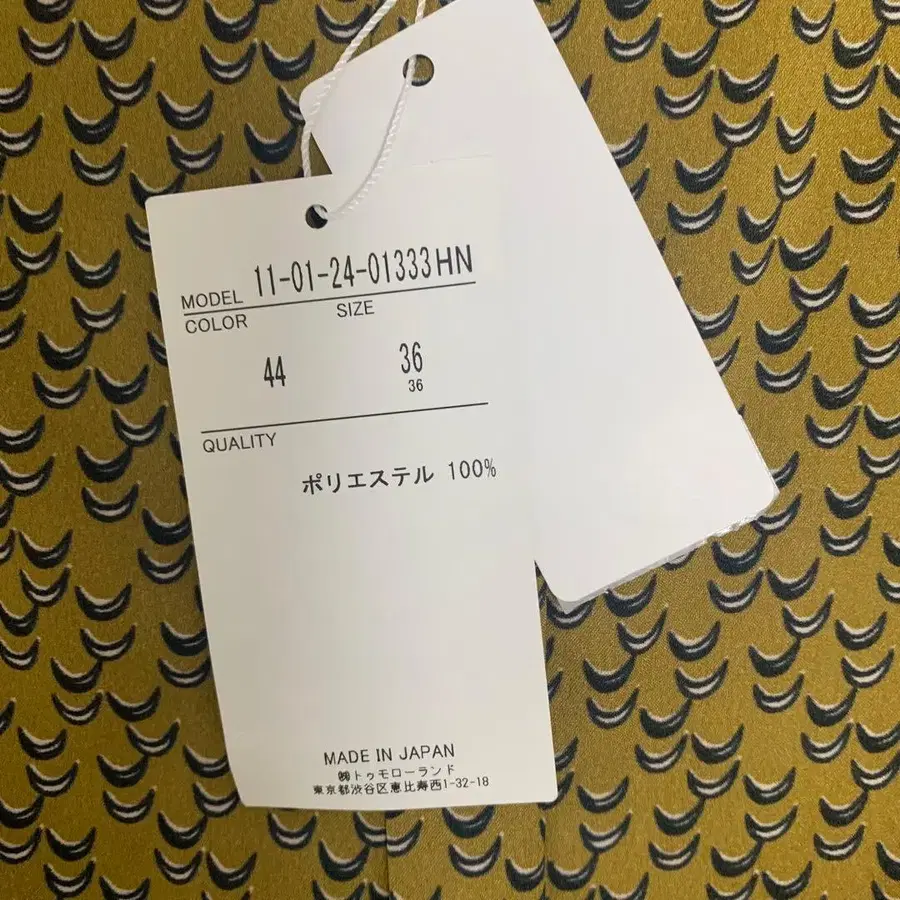 MODEL 11-01-24-01333HN
COLOR SIZE
44 36
36
QUALITY
ポリエステル 100%
MADE IN JAPAN
㈱トゥモローランド
東京都渋谷区恵比寿西1-32-18